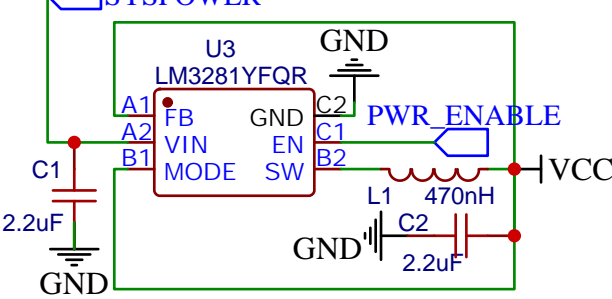 SYSPOWER
U3
LM3281YFQR
GND
A1 FB GND C2
A2 VIN EN C1
B1 MODE SW B2
PWR_ENABLE
VCC
C1
2.2uF
GND
L1 470nH
C2
GND
2.2uF